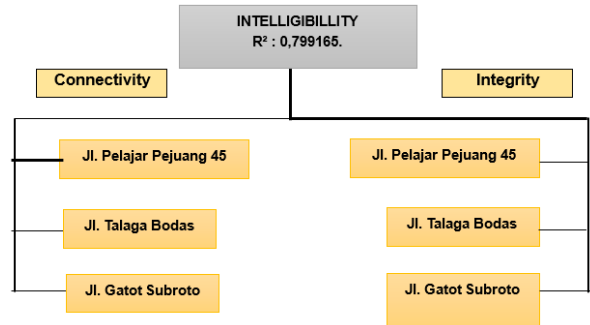 INTELLIGIBILLITY
R² : 0,799165.
Connectivity
Integrity
Jl. Pelajar Pejuang 45
Jl. Pelajar Pejuang 45
Jl. Talaga Bodas
Jl. Talaga Bodas
Jl. Gatot Subroto
Jl. Gatot Subroto